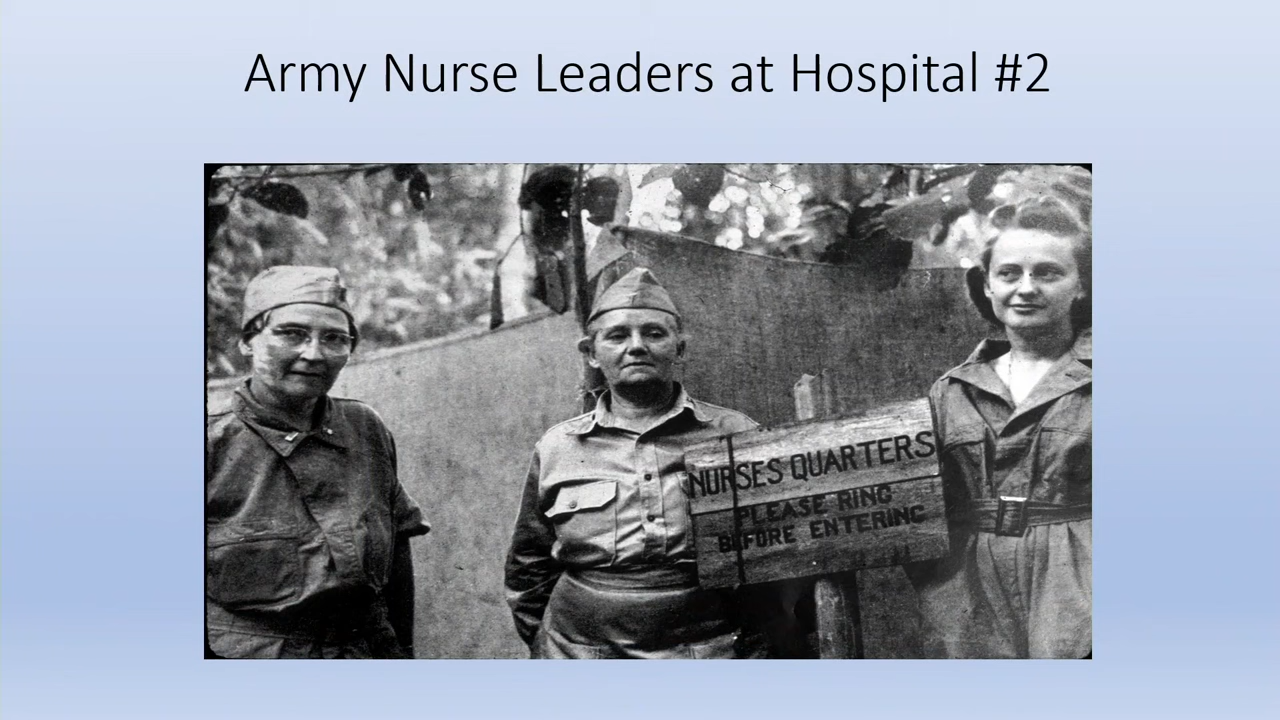 Army Nurse Leaders at Hospital #2
NURSES QUARTERS
PLEASE RING
BEFORE ENTERING